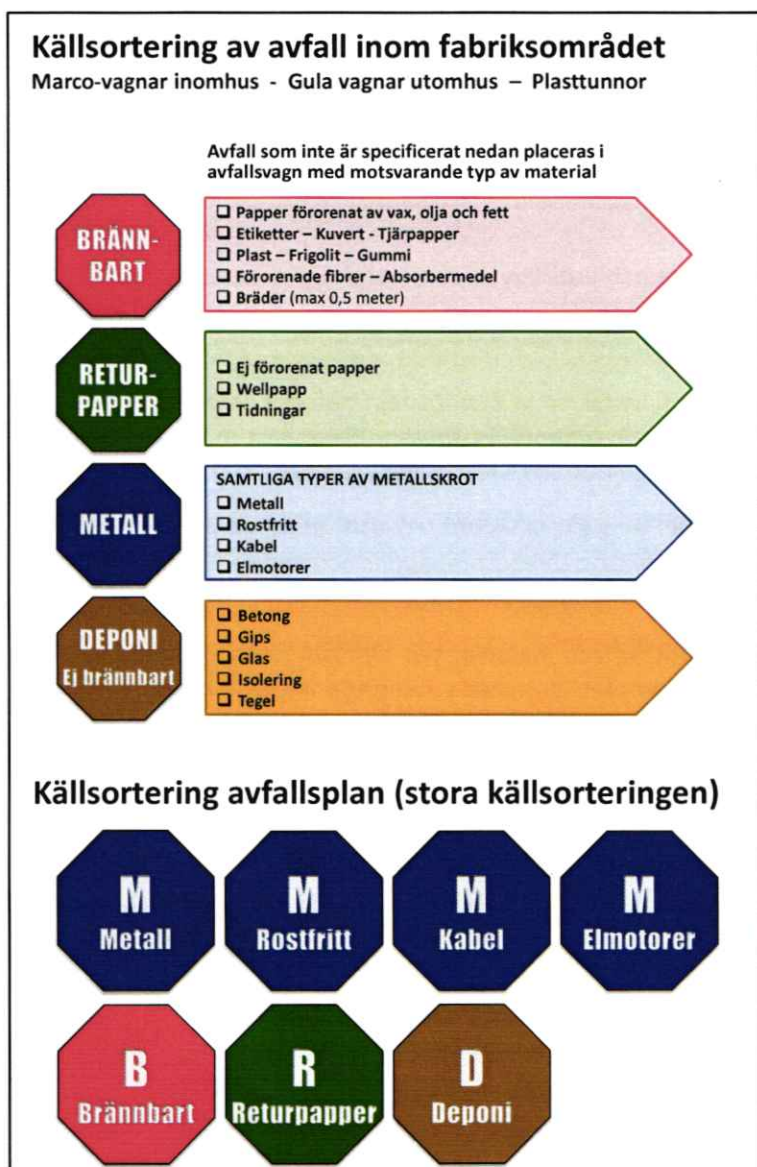 Källsortering av avfall inom fabriksområdet
Marco-vagnar inomhus - Gula vagnar utomhus – Plasttunnor
Avfall som inte är specificerat nedan placeras i
avfallsvagn med motsvarande typ av material
BRÄNN-
BART
❑ Papper förorenat av vax, olja och fett
❑ Etiketter – Kuvert - Tjärpapper
❑ Plast – Frigolit – Gummi
❑ Förorenade fibrer – Absorbermedel
❑ Bräder (max 0,5 meter)
RETUR-
PAPPER
❑ Ej förorenat papper
❑ Wellpapp
❑ Tidningar
METALL
SAMTLIGA TYPER AV METALLSKROT
❑ Metall
❑ Rostfritt
❑ Kabel
❑ Elmotorer
DEPONI
Ej brännbart
❑ Betong
❑ Gips
❑ Glas
❑ Isolering
❑ Tegel
Källsortering avfallsplan (stora källsorteringen)
M
Metall
M
Rostfritt
M
Kabel
M
Elmotorer
B
Brännbart
R
Returpapper
D
Deponi